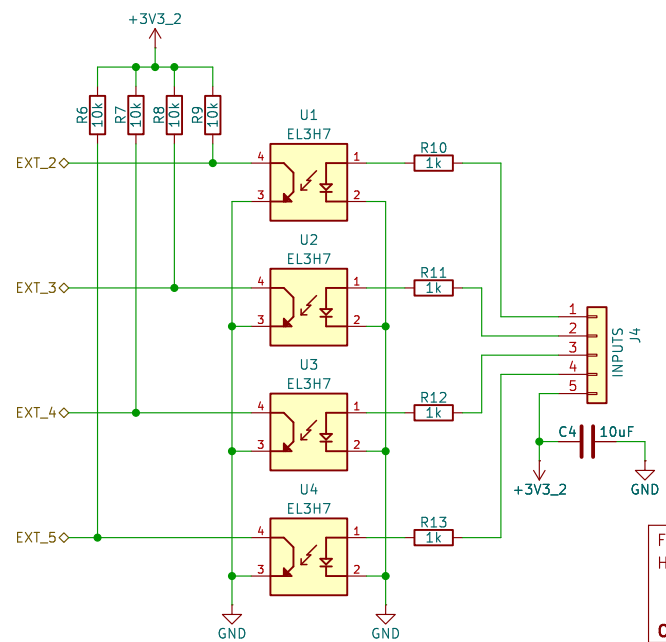 +3V3_2
R6
10k
R7
10k
R8
10k
R9
10k
U1
EL3H7
EXT_2
4
3
1
2
R10
1k
U2
EL3H7
EXT_3
4
3
1
2
R11
1k
U3
EL3H7
EXT_4
4
3
1
2
R12
1k
U4
EL3H7
EXT_5
4
3
1
2
R13
1k
GND
GND
1
2
3
4
5
INPUTS
J4
C4
10uF
+3V3_2
GND
F
H